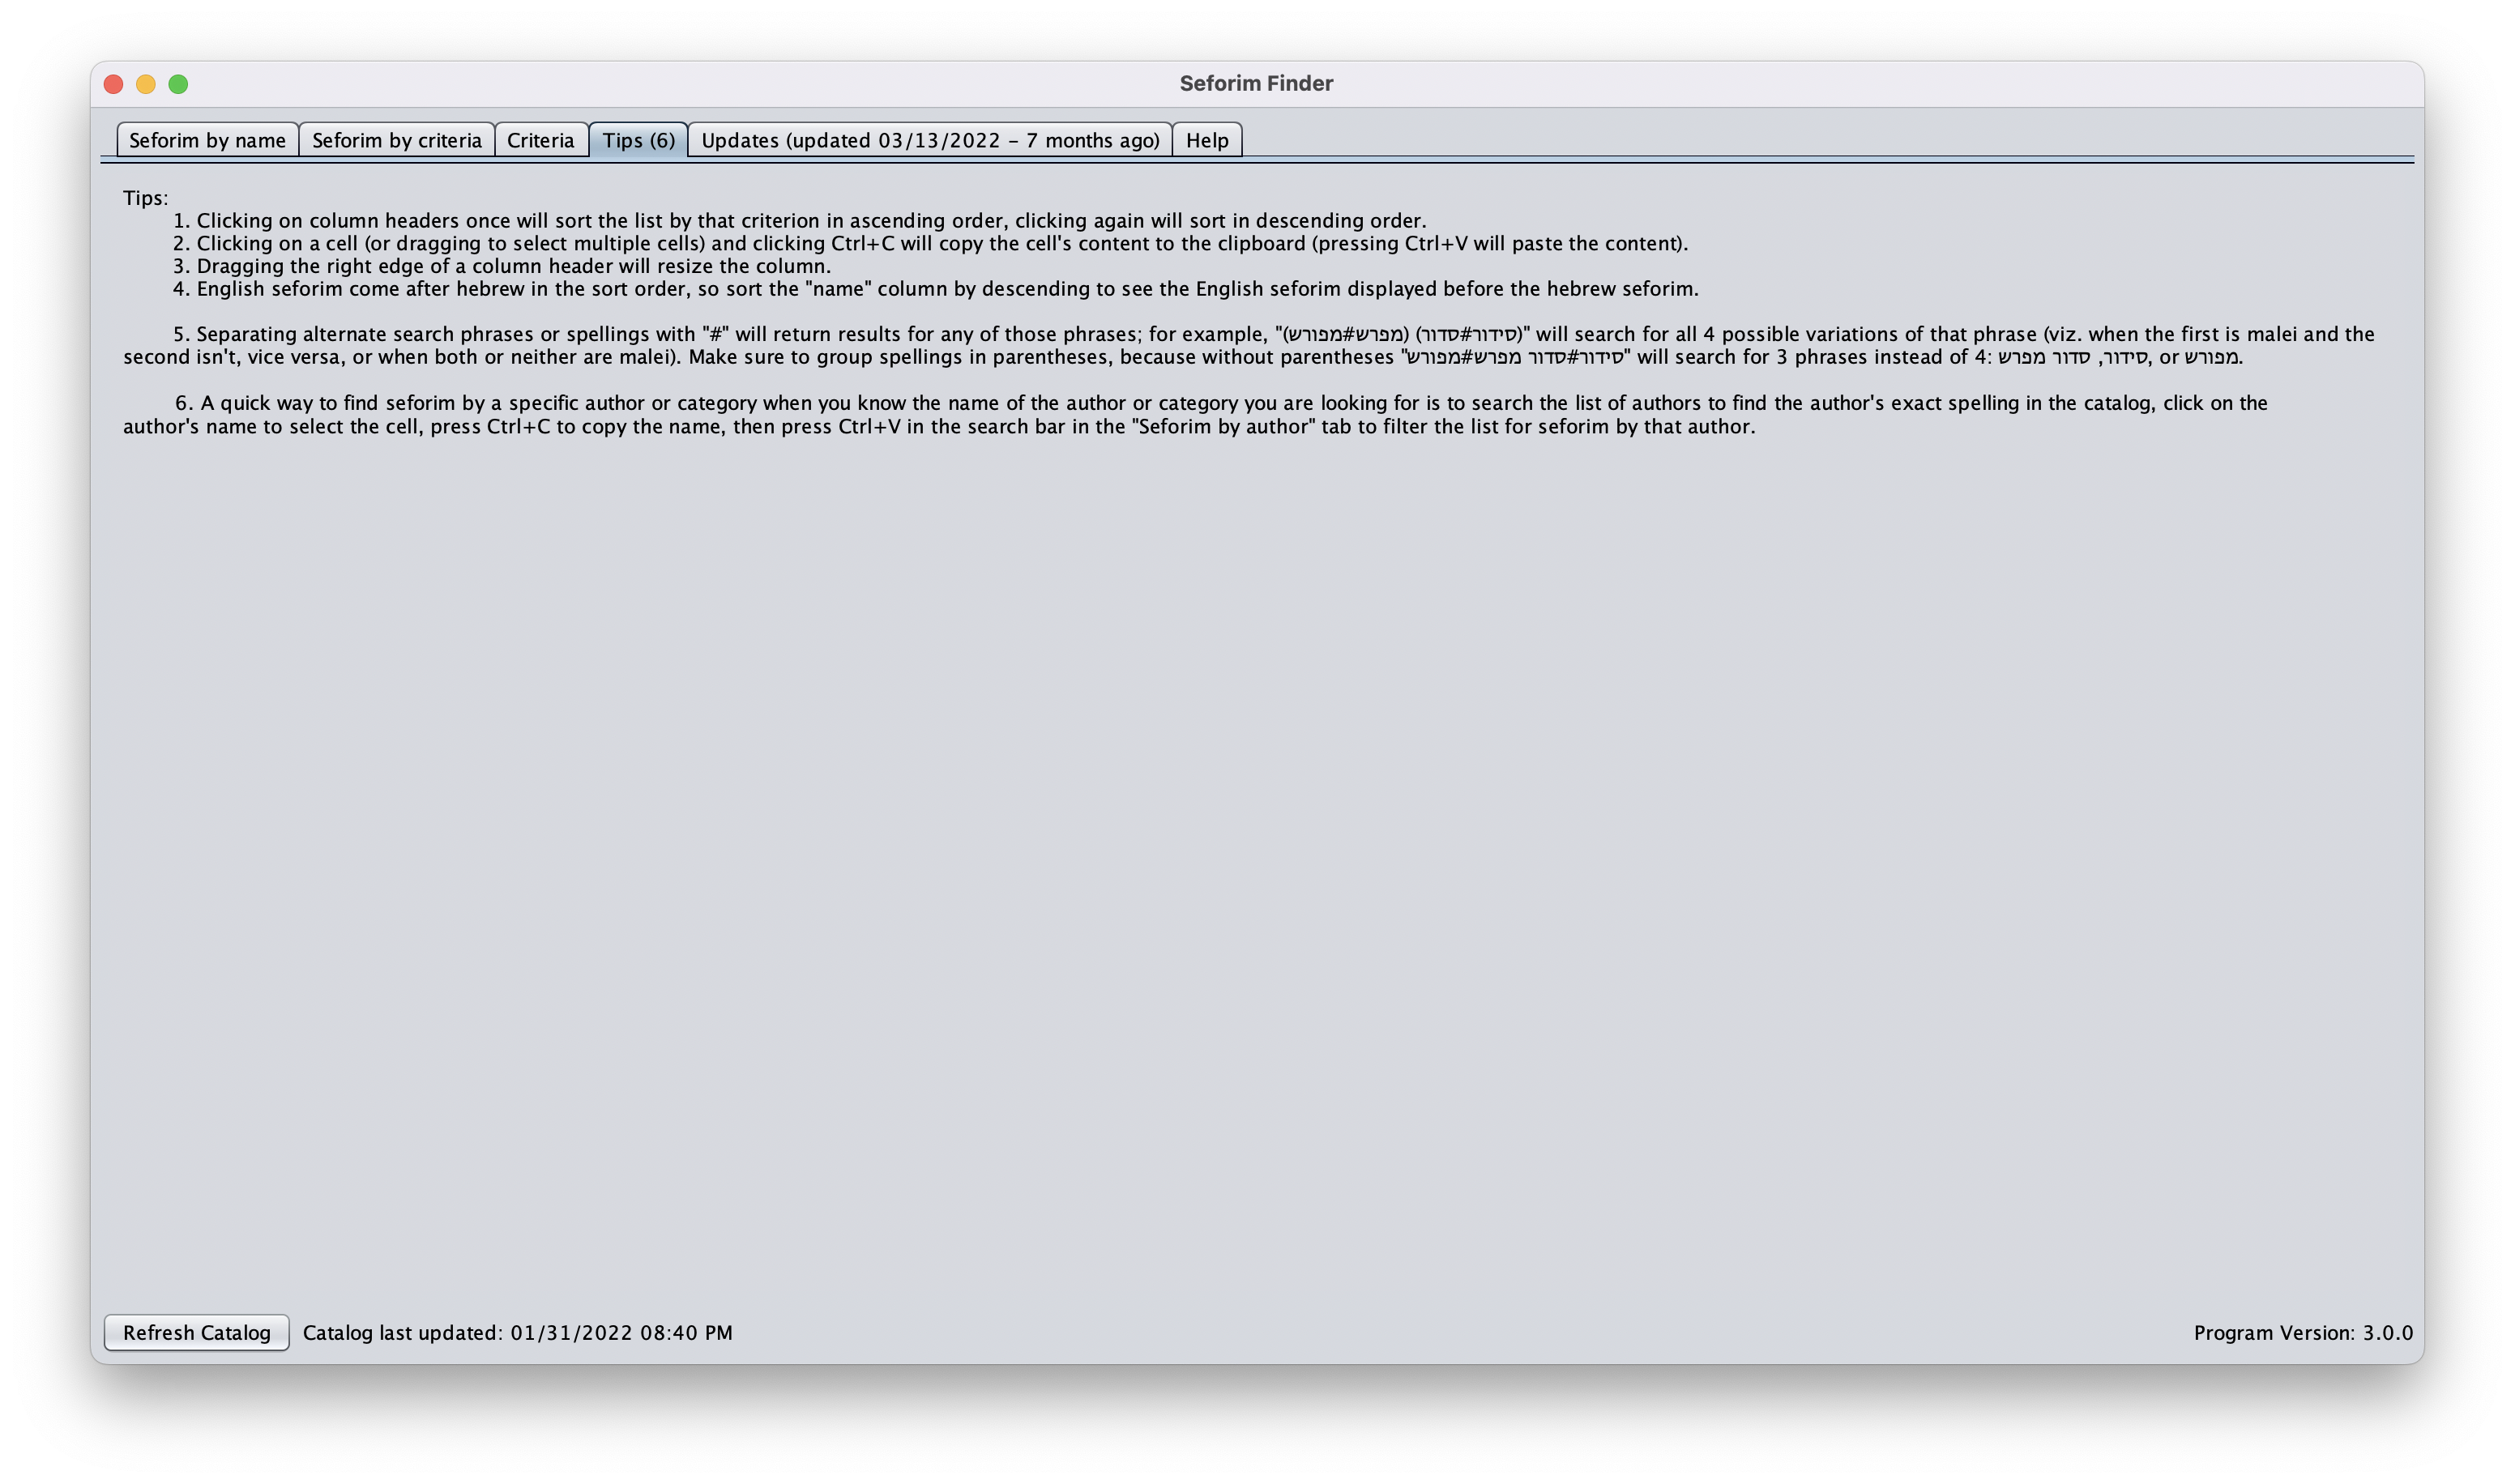 Seforim Finder
Seforim by name
Seforim by criteria
Criteria
Tips (6)
Updates (updated 03/13/2022 – 7 months ago)
Help
Tips:
1. Clicking on column headers once will sort the list by that criterion in ascending order, clicking again will sort in descending order.
2. Clicking on a cell (or dragging to select multiple cells) and clicking Ctrl+C will copy the cell's content to the clipboard (pressing Ctrl+V will paste the content).
3. Dragging the right edge of a column header will resize the column.
4. English seforim come after hebrew in the sort order, so sort the "name" column by descending to see the English seforim displayed before the hebrew seforim.
5. Separating alternate search phrases or spellings with "#" will return results for any of those phrases; for example, "(סידור#סדור) (מפרש#מפורש)" will search for all 4 possible variations of that phrase (viz. when the first is malei and the
second isn't, vice versa, or when both or neither are malei). Make sure to group spellings in parentheses, because without parentheses "סידור#סדור מפרש#מפורש" will search for 3 phrases instead of 4: סידור, סדור מפרש, or מפורש.
6. A quick way to find seforim by a specific author or category when you know the name of the author or category you are looking for is to search the list of authors to find the author's exact spelling in the catalog, click on the
author's name to select the cell, press Ctrl+C to copy the name, then press Ctrl+V in the search bar in the "Seforim by author" tab to filter the list for seforim by that author.
Refresh Catalog
Catalog last updated: 01/31/2022 08:40 PM
Program Version: 3.0.0